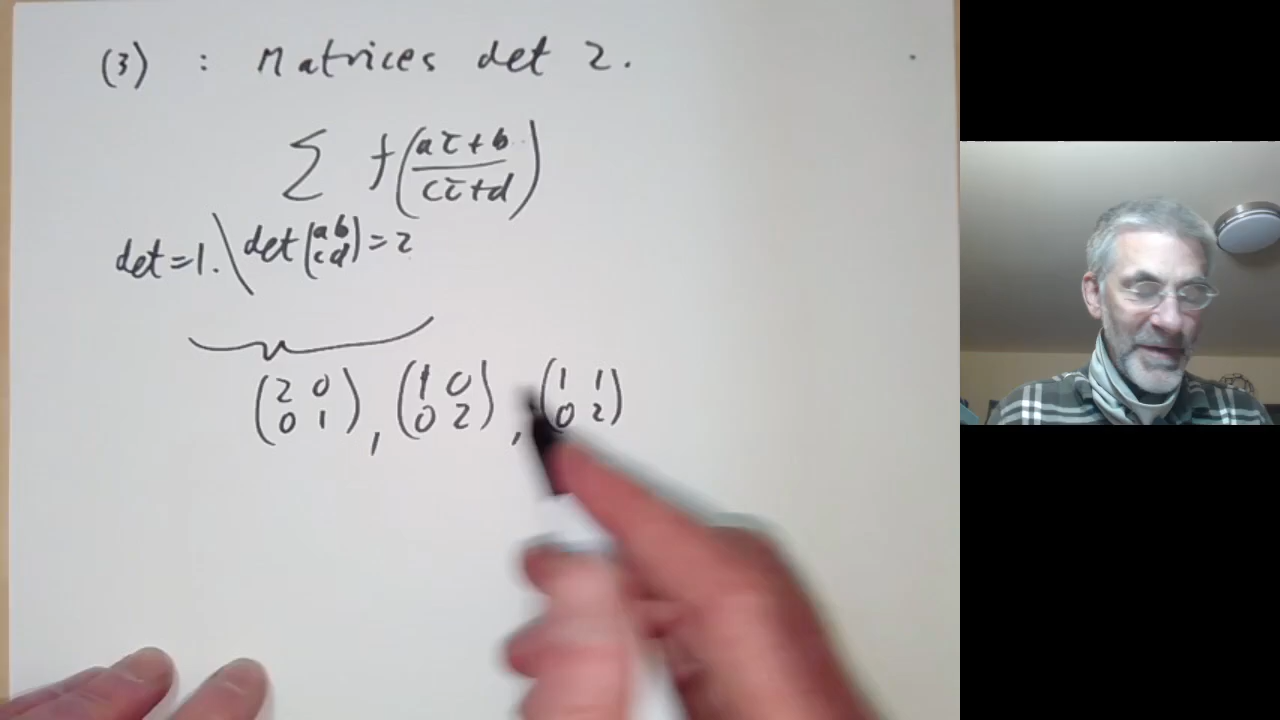 (3) : Matrices det 2.
∑ f(aτ+b / cτ+d)
det=1.\det(a b / c d)=2
(2 0 / 0 1), (1 0 / 0 2), (1 1 / 0 2)